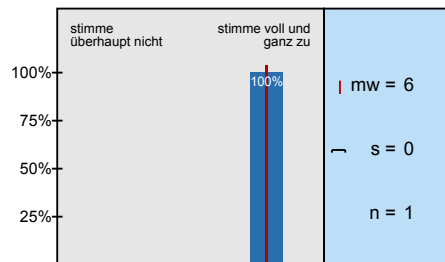 stimme
überhaupt nicht
stimme voll und
ganz zu
100%
100%
mw = 6
75%
s = 0
50%
n = 1
25%